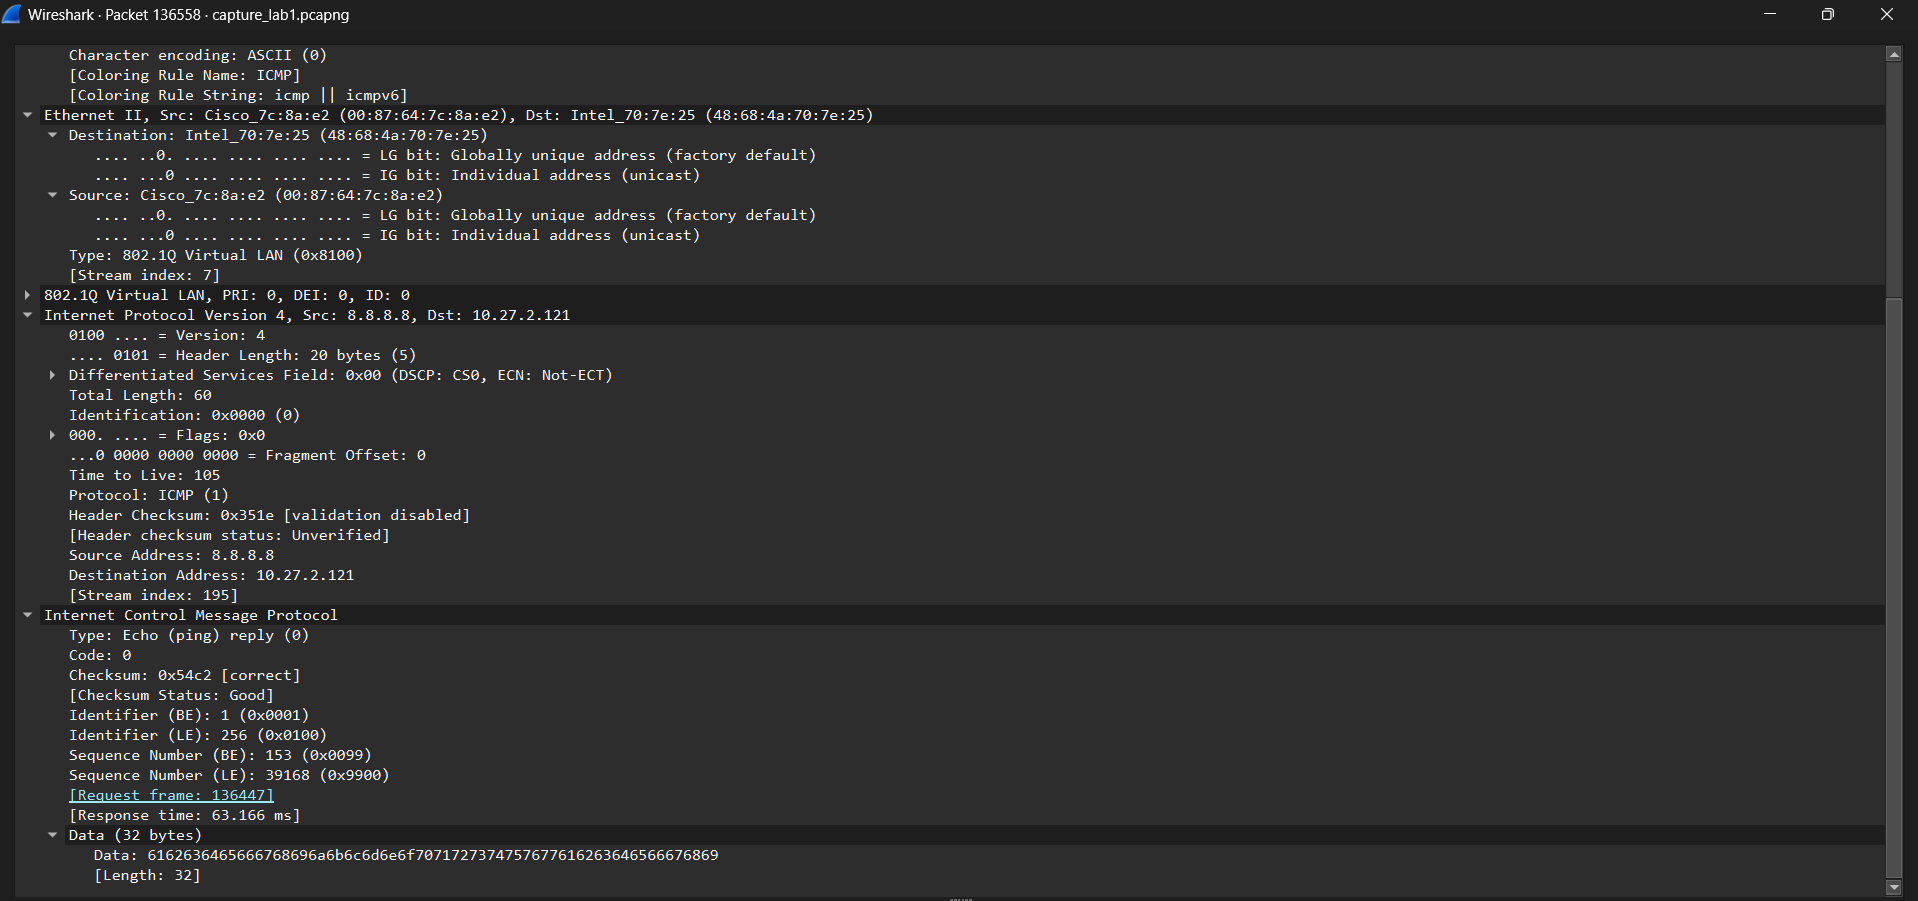 Wireshark · Packet 136558 · capture_lab1.pcapng
Character encoding: ASCII (0)
[Coloring Rule Name: ICMP]
[Coloring Rule String: icmp || icmpv6]
Ethernet II, Src: Cisco_7c:8a:e2 (00:87:64:7c:8a:e2), Dst: Intel_70:7e:25 (48:68:4a:70:7e:25)
Destination: Intel_70:7e:25 (48:68:4a:70:7e:25)
.... ..0. .... .... .... .... = LG bit: Globally unique address (factory default)
.... ...0 .... .... .... .... = IG bit: Individual address (unicast)
Source: Cisco_7c:8a:e2 (00:87:64:7c:8a:e2)
.... ..0. .... .... .... .... = LG bit: Globally unique address (factory default)
.... ...0 .... .... .... .... = IG bit: Individual address (unicast)
Type: 802.1Q Virtual LAN (0x8100)
[Stream index: 7]
802.1Q Virtual LAN, PRI: 0, DEI: 0, ID: 0
Internet Protocol Version 4, Src: 8.8.8.8, Dst: 10.27.2.121
0100 .... = Version: 4
.... 0101 = Header Length: 20 bytes (5)
Differentiated Services Field: 0x00 (DSCP: CS0, ECN: Not-ECT)
Total Length: 60
Identification: 0x0000 (0)
000. .... = Flags: 0x0
...0 0000 0000 0000 = Fragment Offset: 0
Time to Live: 105
Protocol: ICMP (1)
Header Checksum: 0x351e [validation disabled]
[Header checksum status: Unverified]
Source Address: 8.8.8.8
Destination Address: 10.27.2.121
[Stream index: 195]
Internet Control Message Protocol
Type: Echo (ping) reply (0)
Code: 0
Checksum: 0x54c2 [correct]
[Checksum Status: Good]
Identifier (BE): 1 (0x0001)
Identifier (LE): 256 (0x0100)
Sequence Number (BE): 153 (0x0099)
Sequence Number (LE): 39168 (0x9900)
[Request frame: 136447]
[Response time: 63.166 ms]
Data (32 bytes)
Data: 6162636465666768696a6b6c6d6e6f7071727374757677616263646566676869
[Length: 32]